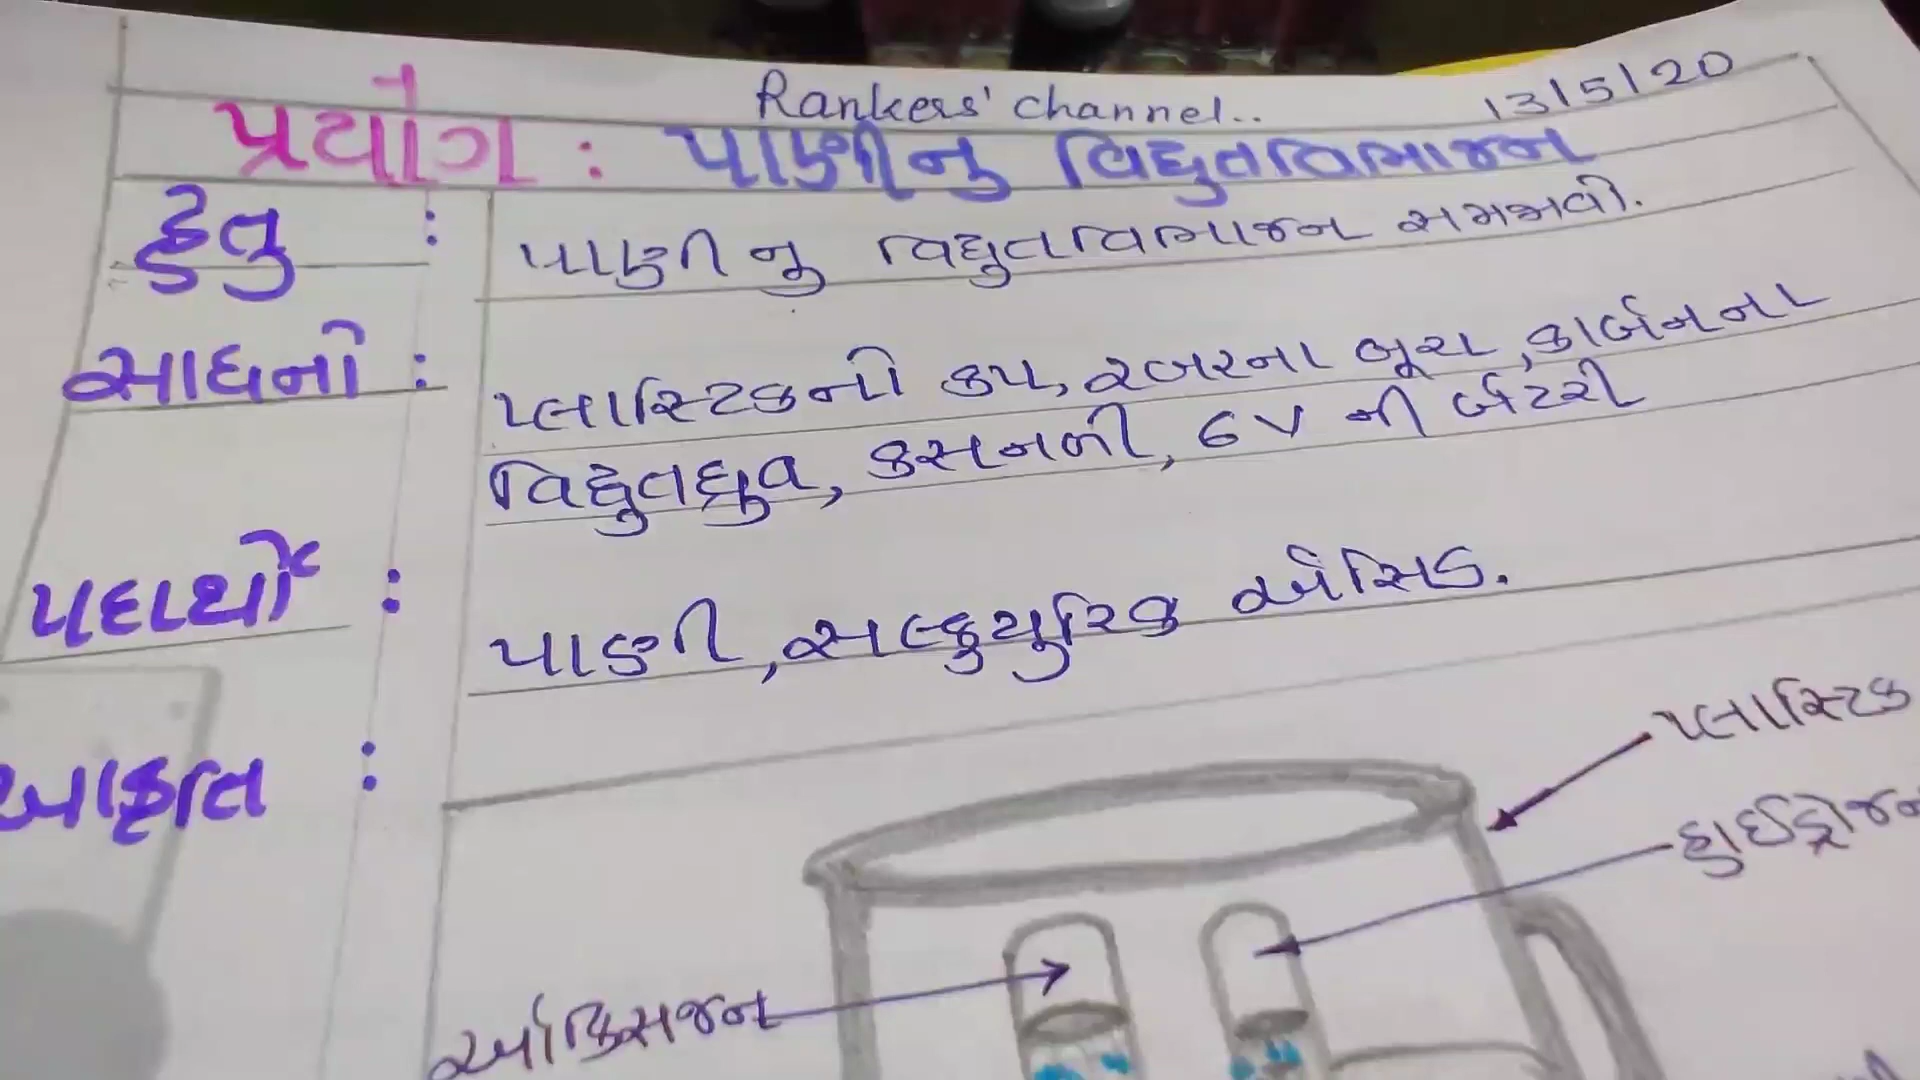 Rankers' channel..
13/5/20
પ્રયોગ : પાણીનુ વિદ્યુતવિભાજન
હેતુ : પાણીનુ વિદ્યુતવિભાજન સમજાવવી.
સાધનો : પ્લાસ્ટિકનો કપ, રબરના બૂચ, કાર્બનના
વિદ્યુતધ્રુવ, કસનળી, 6V ની બેટરી
પદાર્થો : પાણી, સલ્ફ્યુરિક એસિડ.
આકૃતિ :
પ્લાસ્ટિક
હાઈડ્રોજન
ઓક્સિજન